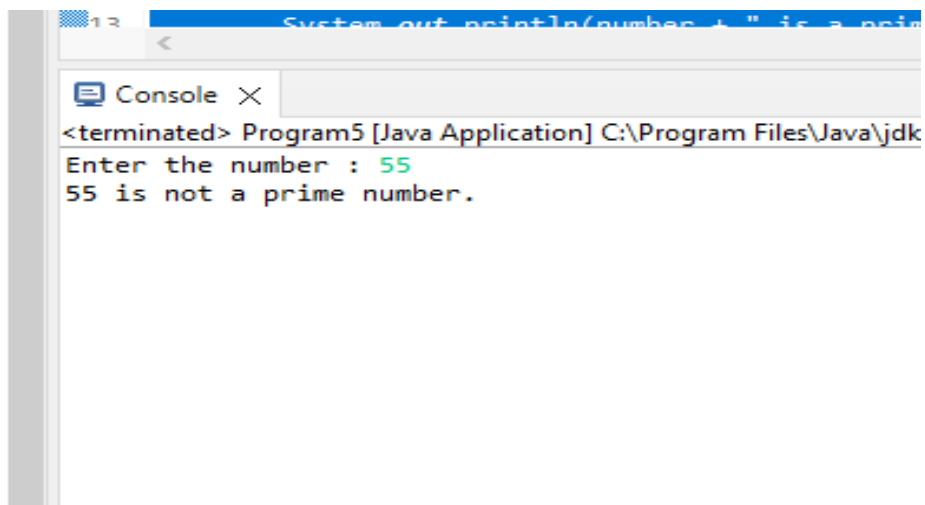 13 System.out.println(number + " is a prim
Console
<terminated> Program5 [Java Application] C:\Program Files\Java\jdk
Enter the number : 55
55 is not a prime number.